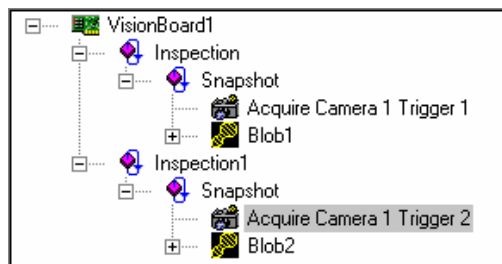 VisionBoard1
Inspection
Snapshot
Acquire Camera 1 Trigger 1
Blob1
Inspection1
Snapshot
Acquire Camera 1 Trigger 2
Blob2